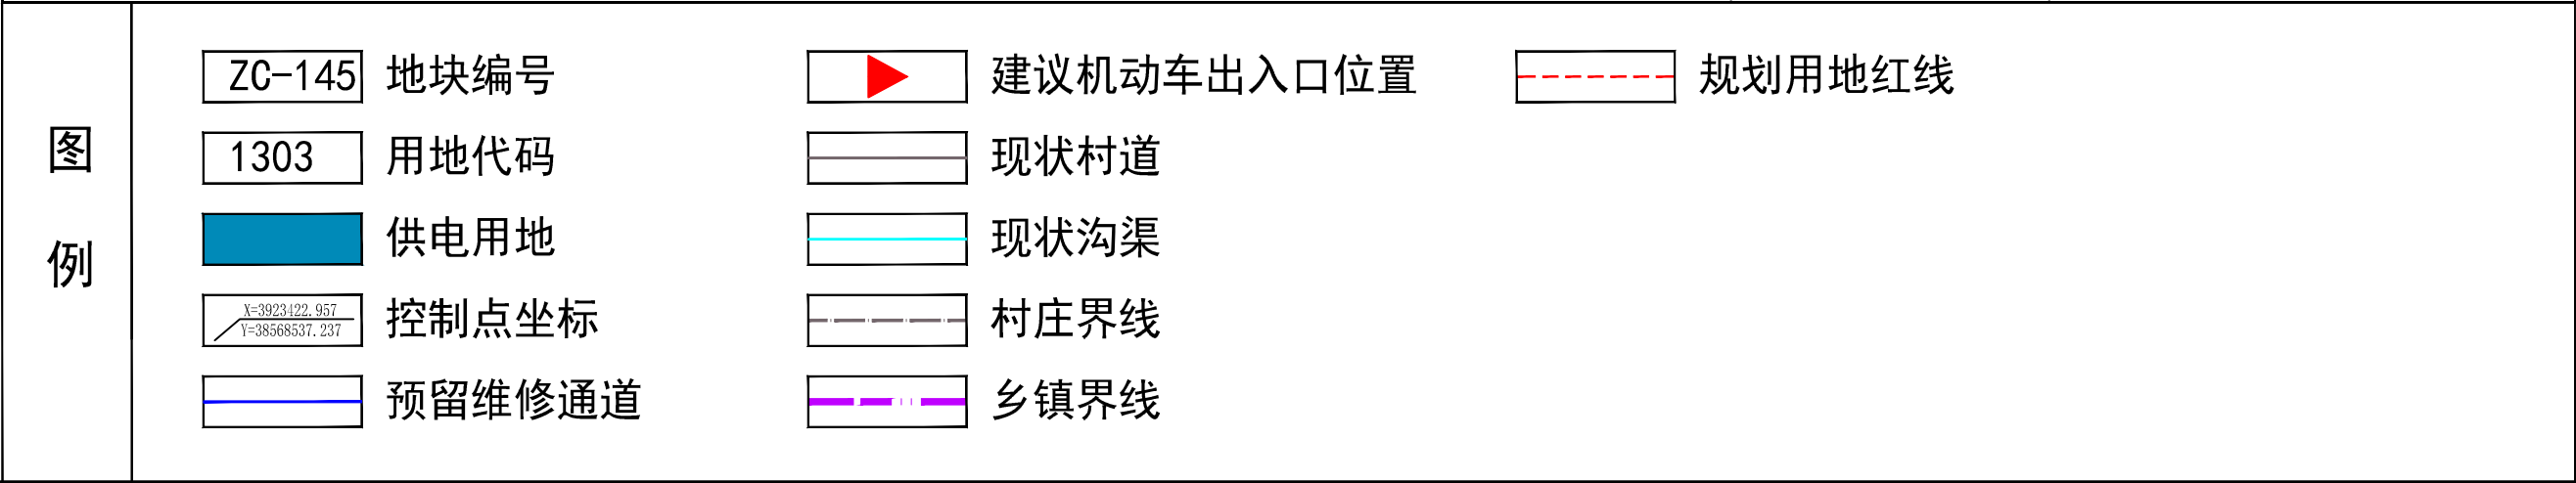 图例
ZC-145 地块编号
1303 用地代码
供电用地
X=3923422.957
Y=38568537.237
控制点坐标
预留维修通道
建议机动车出入口位置
现状村道
现状沟渠
村庄界线
乡镇界线
规划用地红线